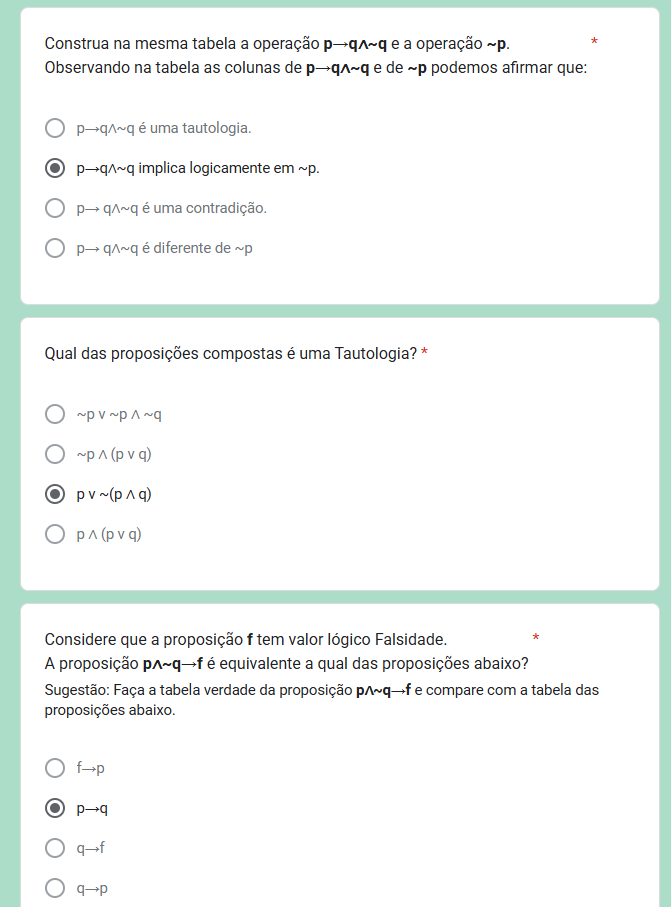 Construa na mesma tabela a operação p→q∧~q e a operação ~p. *
Observando na tabela as colunas de p→q∧~q e de ~p podemos afirmar que:
p→q∧~q é uma tautologia.
p→q∧~q implica logicamente em ~p.
p→ q∧~q é uma contradição.
p→ q∧~q é diferente de ~p
Qual das proposições compostas é uma Tautologia? *
~p v ~p ∧ ~q
~p ∧ (p v q)
p v ~(p ∧ q)
p ∧ (p v q)
Considere que a proposição f tem valor lógico Falsidade. *
A proposição p∧~q→f é equivalente a qual das proposições abaixo?
Sugestão: Faça a tabela verdade da proposição p∧~q→f e compare com a tabela das
proposições abaixo.
f→p
p→q
q→f
q→p